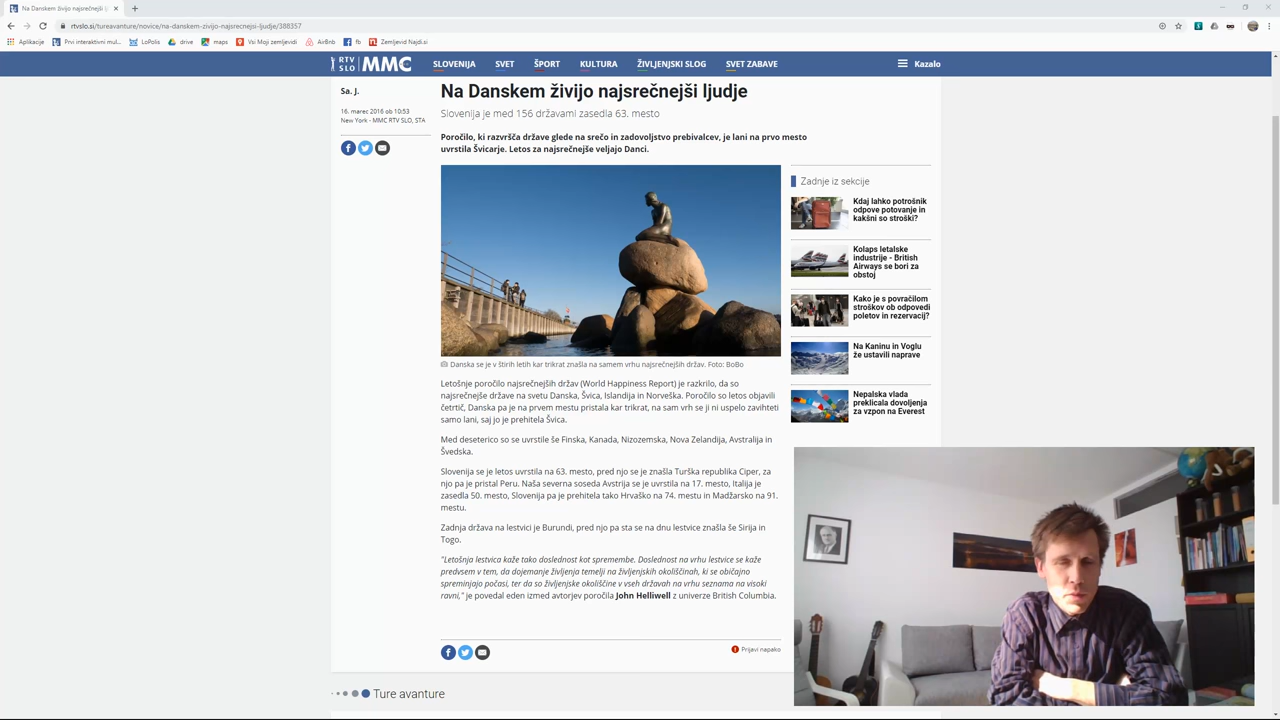 Na Danskem živijo najsrečnejši lj
rtvslo.si/tureavanture/novice/na-danskem-zivijo-najsrecnejsi-ljudje/388357
Aplikacije
Prvi interaktivni mul...
LoPolis
drive
maps
Vsi Moji zemljevidi
AirBnb
fb
Zemljevid Najdi.si
RTV SLO MMC
SLOVENIJA
SVET
ŠPORT
KULTURA
ŽIVLJENJSKI SLOG
SVET ZABAVE
Kazalo
Sa. J.
16. marec 2016 ob 10:53
New York - MMC RTV SLO, STA
Na Danskem živijo najsrečnejši ljudje
Slovenija je med 156 državami zasedla 63. mesto
Poročilo, ki razvršča države glede na srečo in zadovoljstvo prebivalcev, je lani na prvo mesto
uvrstila Švicarje. Letos za najsrečnejše veljajo Danci.
Danska se je v štirih letih kar trikrat znašla na samem vrhu najsrečnejših držav. Foto: BoBo
Letošnje poročilo najsrečnejših držav (World Happiness Report) je razkrilo, da so
najsrečnejše države na svetu Danska, Švica, Islandija in Norveška. Poročilo so letos objavili
četrtič, Danska pa je na prvem mestu pristala kar trikrat, na sam vrh se ji ni uspelo zavihteti
samo lani, saj jo je prehitela Švica.
Med deseterico so se uvrstile še Finska, Kanada, Nizozemska, Nova Zelandija, Avstralija in
Švedska.
Slovenija se je letos uvrstila na 63. mesto, pred njo se je znašla Turška republika Ciper, za
njo pa je pristal Peru. Naša severna soseda Avstrija se je uvrstila na 17. mesto, Italija je
zasedla 50. mesto, Slovenija pa je prehitela tako Hrvaško na 74. mestu in Madžarsko na 91.
mestu.
Zadnja država na lestvici je Burundi, pred njo pa sta se na dnu lestvice znašla še Sirija in
Togo.
"Letošnja lestvica kaže tako doslednost kot spremembe. Doslednost na vrhu lestvice se kaže
predvsem v tem, da dojemanje življenja temelji na življenjskih okoliščinah, ki se običajno
spreminjajo počasi, ter da so življenjske okoliščine v vseh državah na vrhu seznama na visoki
ravni," je povedal eden izmed avtorjev poročila John Helliwell z univerze British Columbia.
Prijavi napako
Ture avanture
Zadnje iz sekcije
Kdaj lahko potrošnik
odpove potovanje in
kakšni so stroški?
Kolaps letalske
industrije - British
Airways se bori za
obstoj
Kako je s povračilom
stroškov ob odpovedi
poletov in rezervacij?
Na Kaninu in Voglu
že ustavili naprave
Nepalska vlada
preklicala dovoljenja
za vzpon na Everest